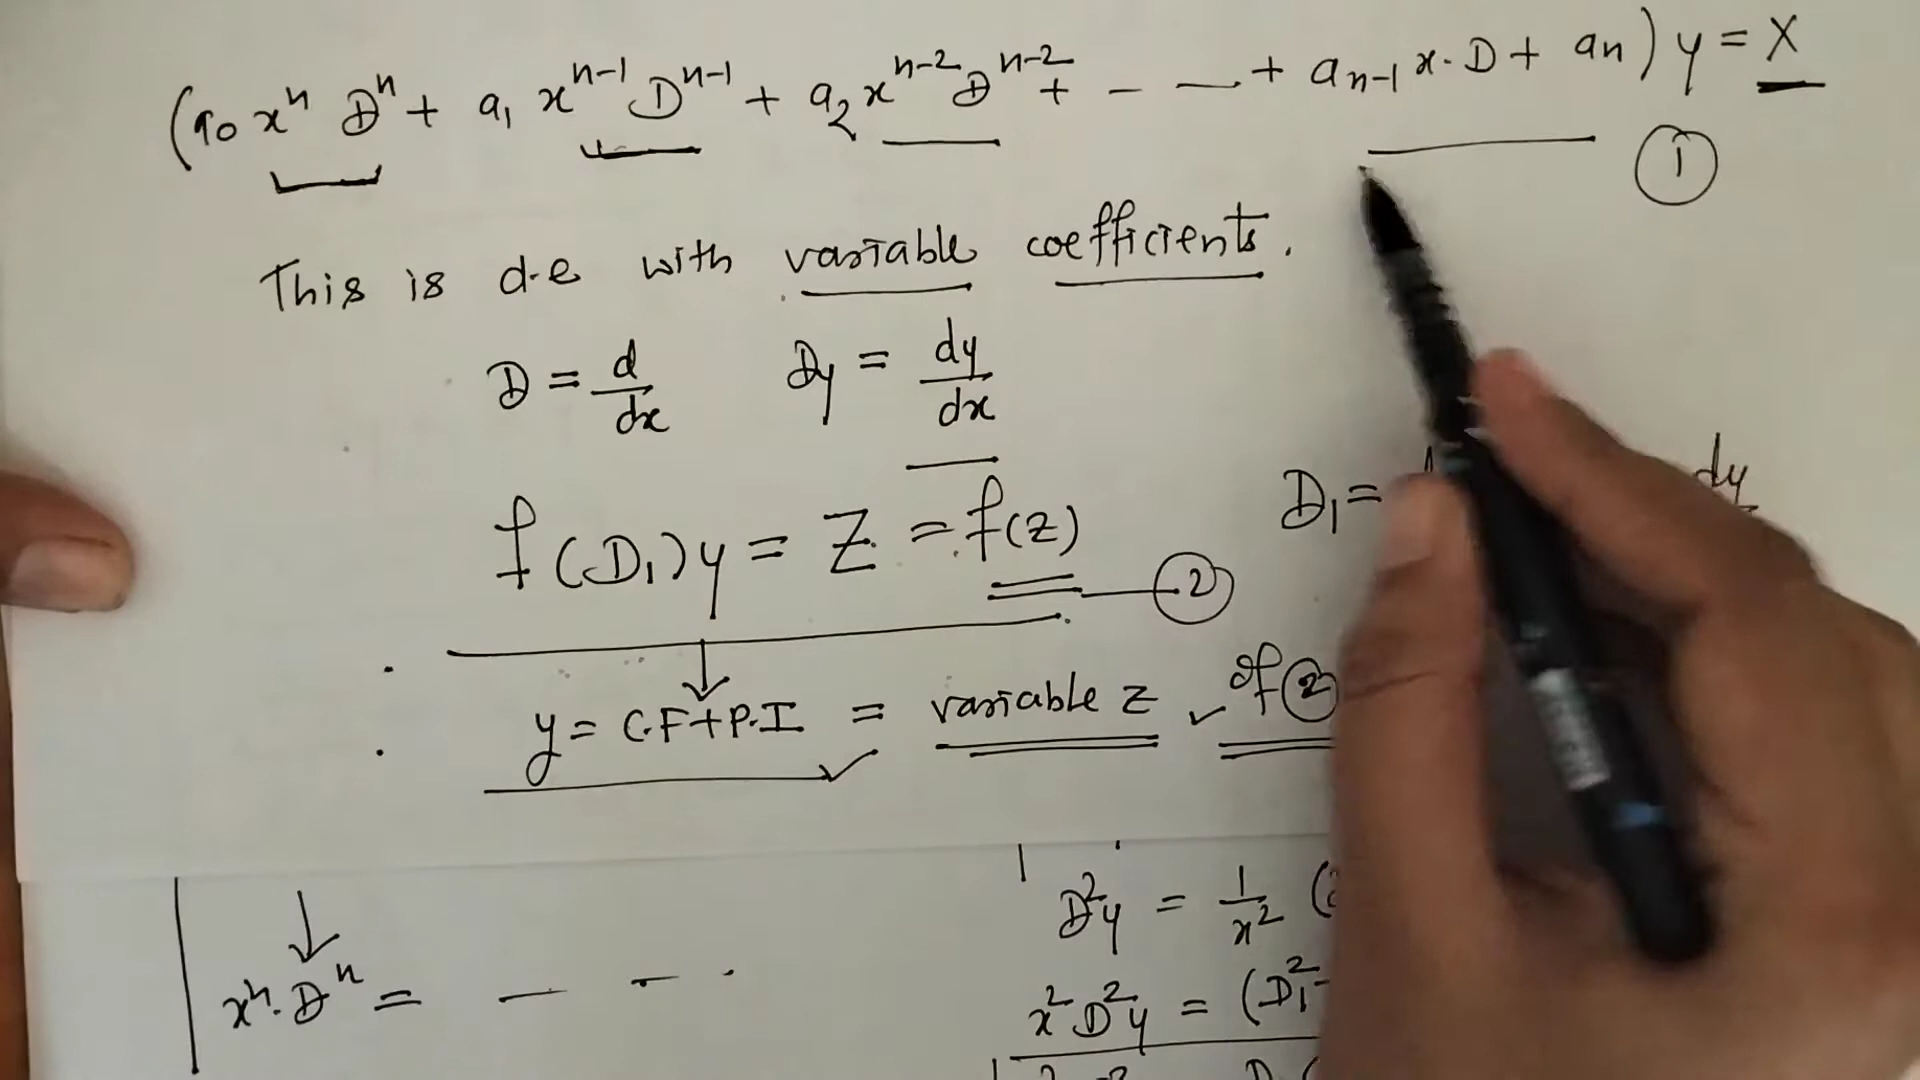 (a₀ xⁿ Dⁿ + a₁ xⁿ⁻¹ Dⁿ⁻¹ + a₂ xⁿ⁻² Dⁿ⁻² + - — + aₙ₋₁ x·D + aₙ) y = X
①
This is d.e with variable coefficients.
D = d/dx Dy = dy/dx
D₁ = dy
f(D₁)y = Z = f(z) — ②
↓
y = C.F+P.I = variable z ✓ of ②
↓
D²y = 1/x² (
xⁿ·Dⁿ = — — ·
x²D²y = (D₁² -